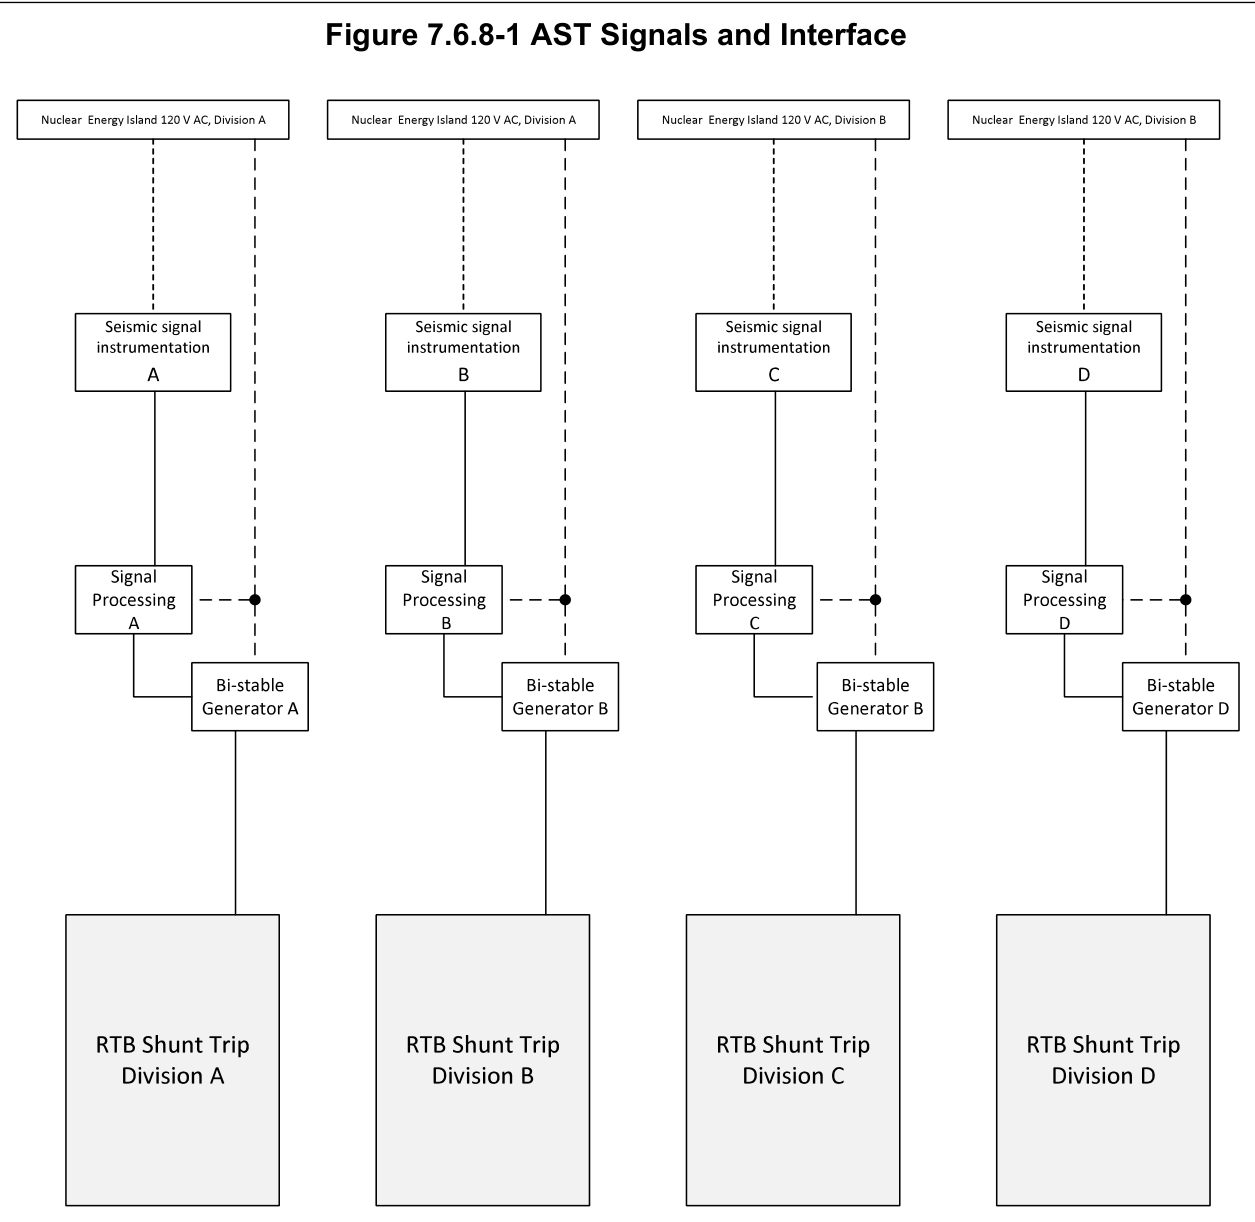 Figure 7.6.8-1 AST Signals and Interface
Nuclear Energy Island 120 V AC, Division A
Nuclear Energy Island 120 V AC, Division A
Nuclear Energy Island 120 V AC, Division B
Nuclear Energy Island 120 V AC, Division B
Seismic signal
instrumentation
A
Seismic signal
instrumentation
B
Seismic signal
instrumentation
C
Seismic signal
instrumentation
D
Signal
Processing
A
Signal
Processing
B
Signal
Processing
C
Signal
Processing
D
Bi-stable
Generator A
Bi-stable
Generator B
Bi-stable
Generator B
Bi-stable
Generator D
RTB Shunt Trip
Division A
RTB Shunt Trip
Division B
RTB Shunt Trip
Division C
RTB Shunt Trip
Division D